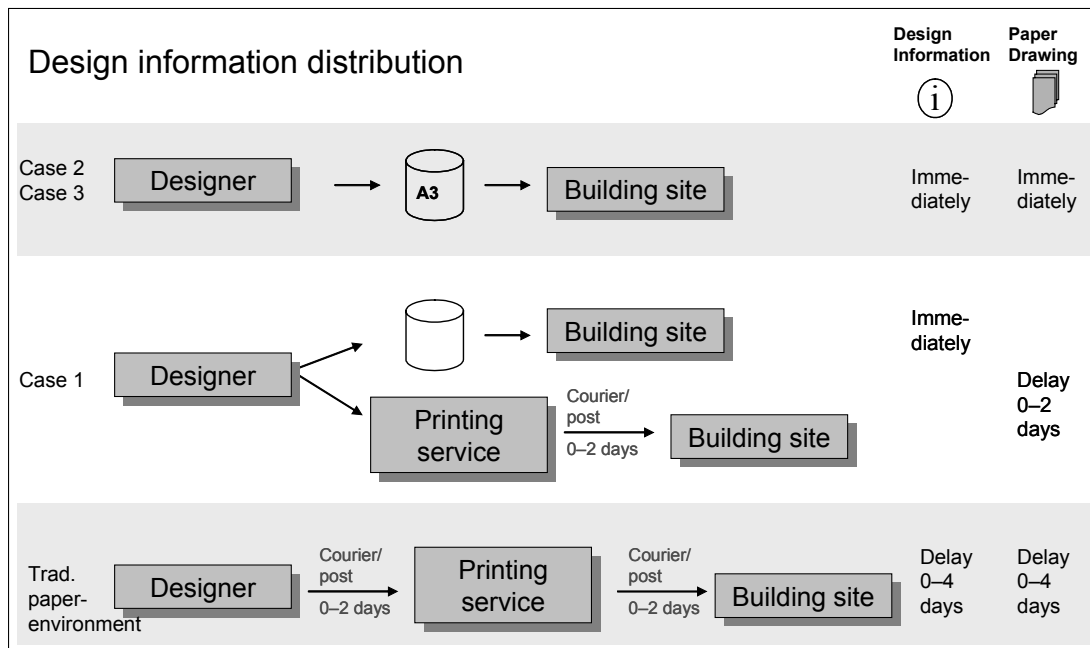 Design information distribution
Design
Information
Paper
Drawing
i
Case 2
Case 3
Designer
A3
Building site
Imme-
diately
Imme-
diately
Case 1
Designer
Building site
Imme-
diately
Printing
service
Courier/
post
0–2 days
Building site
Delay
0–2
days
Trad.
paper-
environment
Designer
Courier/
post
0–2 days
Printing
service
Courier/
post
0–2 days
Building site
Delay
0–4
days
Delay
0–4
days